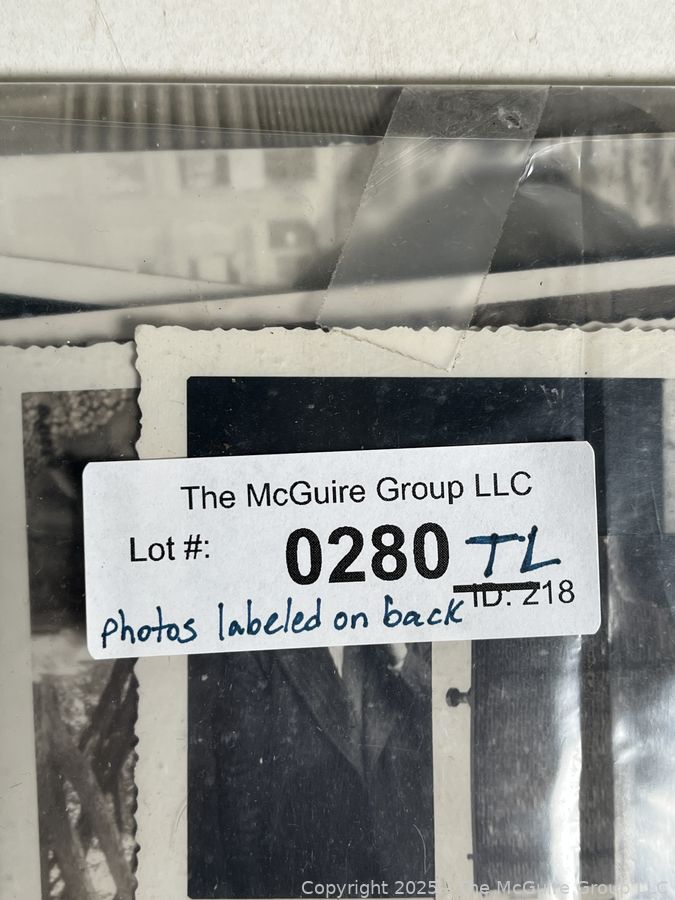 The McGuire Group LLC
Lot #: 0280 TL
ID: 218
photos labeled on back
Copyright 2025 - The McGuire Group LLC